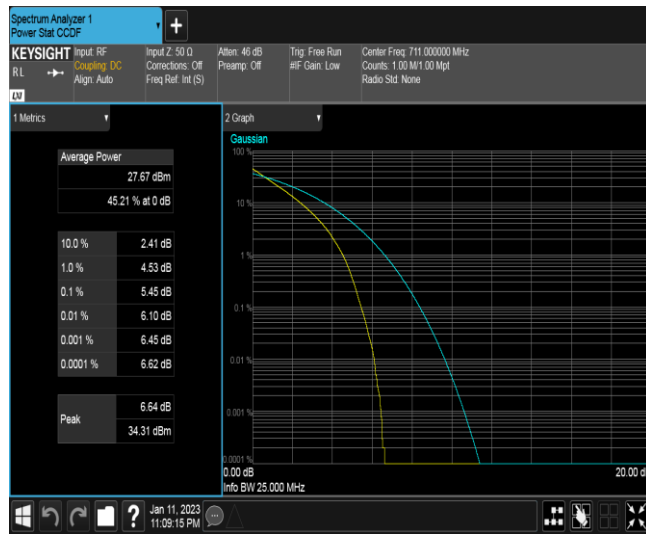 Spectrum Analyzer 1
Power Stat CCDF
+
KEYSIGHT
RL
LXI
Input: RF
Coupling: DC
Align: Auto
Input Z: 50 Ω
Corrections: Off
Freq Ref: Int (S)
Atten: 46 dB
Preamp: Off
Trig: Free Run
#IF Gain: Low
Center Freq: 711.000000 MHz
Counts: 1.00 M/1.00 Mpt
Radio Std: None
1 Metrics
Average Power
27.67 dBm
45.21 % at 0 dB
10.0 % 2.41 dB
1.0 % 4.53 dB
0.1 % 5.45 dB
0.01 % 6.10 dB
0.001 % 6.45 dB
0.0001 % 6.62 dB
Peak
6.64 dB
34.31 dBm
2 Graph
Gaussian
100 %
10 %
1 %
0.1 %
0.01 %
0.001 %
0.0001 %
0.00 dB
20.00 d
Info BW 25.000 MHz
?
Jan 11, 2023
11:09:15 PM